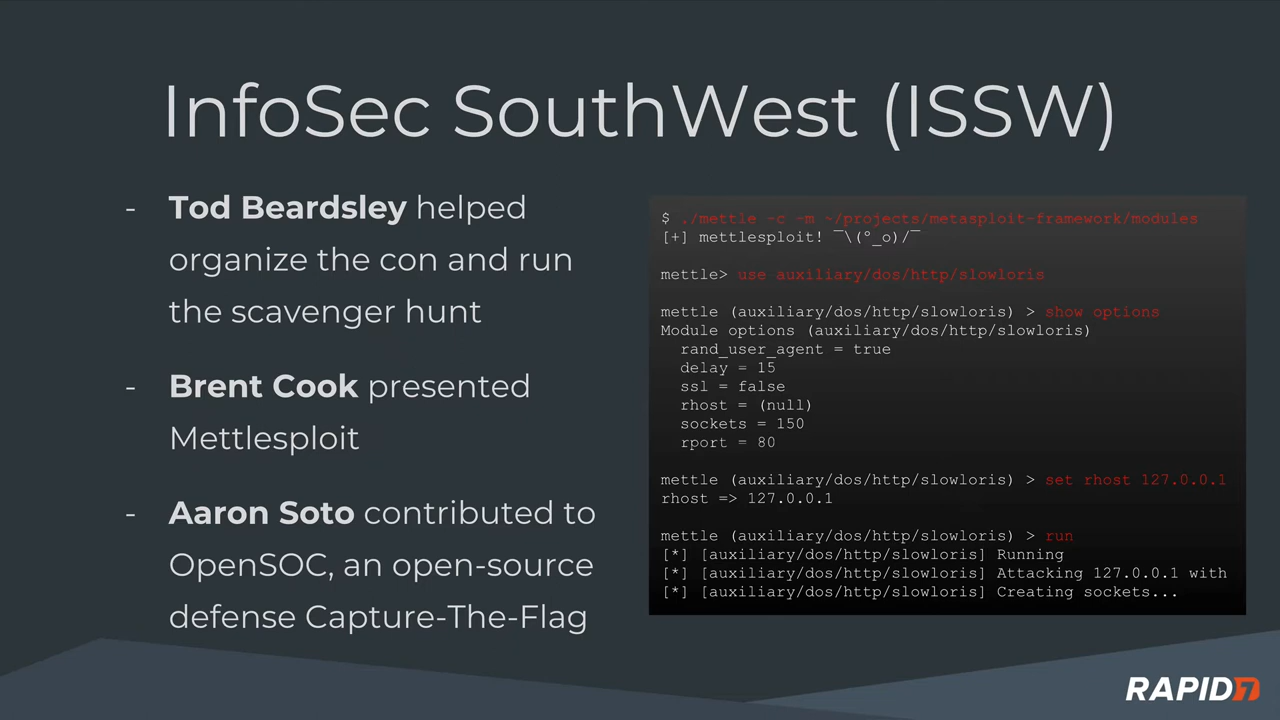 InfoSec SouthWest (ISSW)
- Tod Beardsley helped
organize the con and run
the scavenger hunt
- Brent Cook presented
Mettlesploit
- Aaron Soto contributed to
OpenSOC, an open-source
defense Capture-The-Flag
$ ./mettle -c -m ~/projects/metasploit-framework/modules
[+] mettlesploit! ¯\(°_o)/¯
mettle> use auxiliary/dos/http/slowloris
mettle (auxiliary/dos/http/slowloris) > show options
Module options (auxiliary/dos/http/slowloris)
rand_user_agent = true
delay = 15
ssl = false
rhost = (null)
sockets = 150
rport = 80
mettle (auxiliary/dos/http/slowloris) > set rhost 127.0.0.1
rhost => 127.0.0.1
mettle (auxiliary/dos/http/slowloris) > run
[*] [auxiliary/dos/http/slowloris] Running
[*] [auxiliary/dos/http/slowloris] Attacking 127.0.0.1 with
[*] [auxiliary/dos/http/slowloris] Creating sockets...
RAPID7